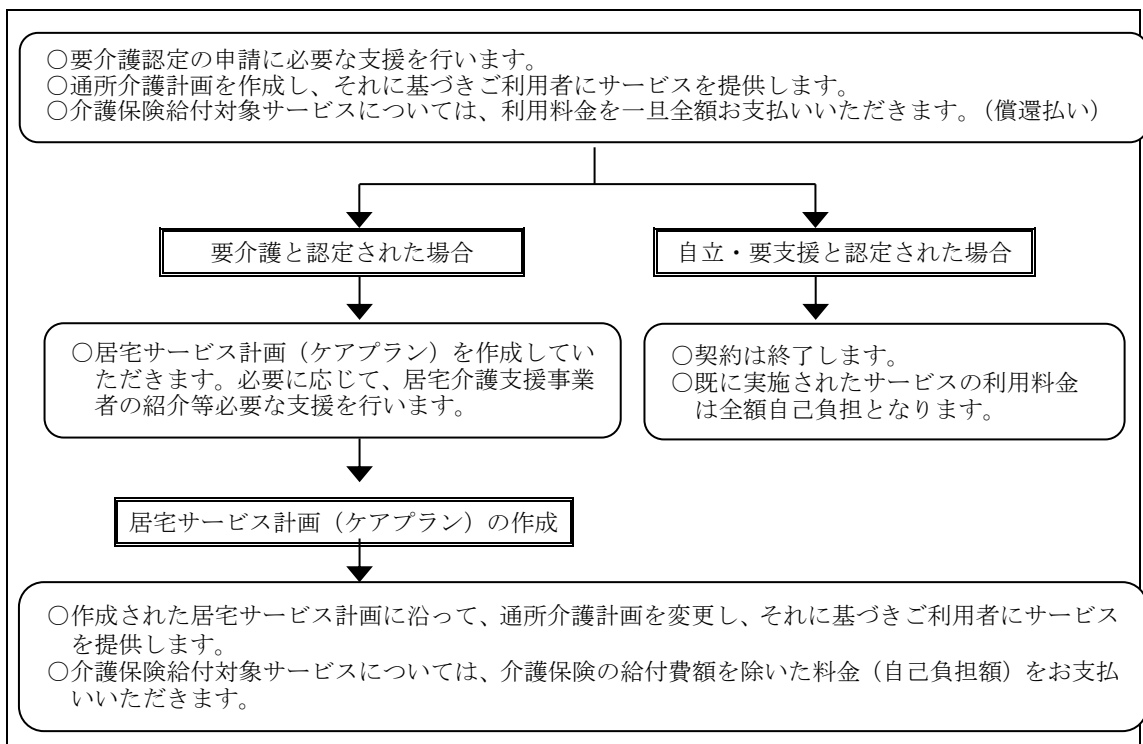 ○要介護認定の申請に必要な支援を行います。
○通所介護計画を作成し、それに基づきご利用者にサービスを提供します。
○介護保険給付対象サービスについては、利用料金を一旦全額お支払いいただきます。（償還払い）
要介護と認定された場合
自立・要支援と認定された場合
○居宅サービス計画（ケアプラン）を作成してい
ただきます。必要に応じて、居宅介護支援事業
者の紹介等必要な支援を行います。
○契約は終了します。
○既に実施されたサービスの利用料金
は全額自己負担となります。
居宅サービス計画（ケアプラン）の作成
○作成された居宅サービス計画に沿って、通所介護計画を変更し、それに基づきご利用者にサービス
を提供します。
○介護保険給付対象サービスについては、介護保険の給付費額を除いた料金（自己負担額）をお支払
いいただきます。